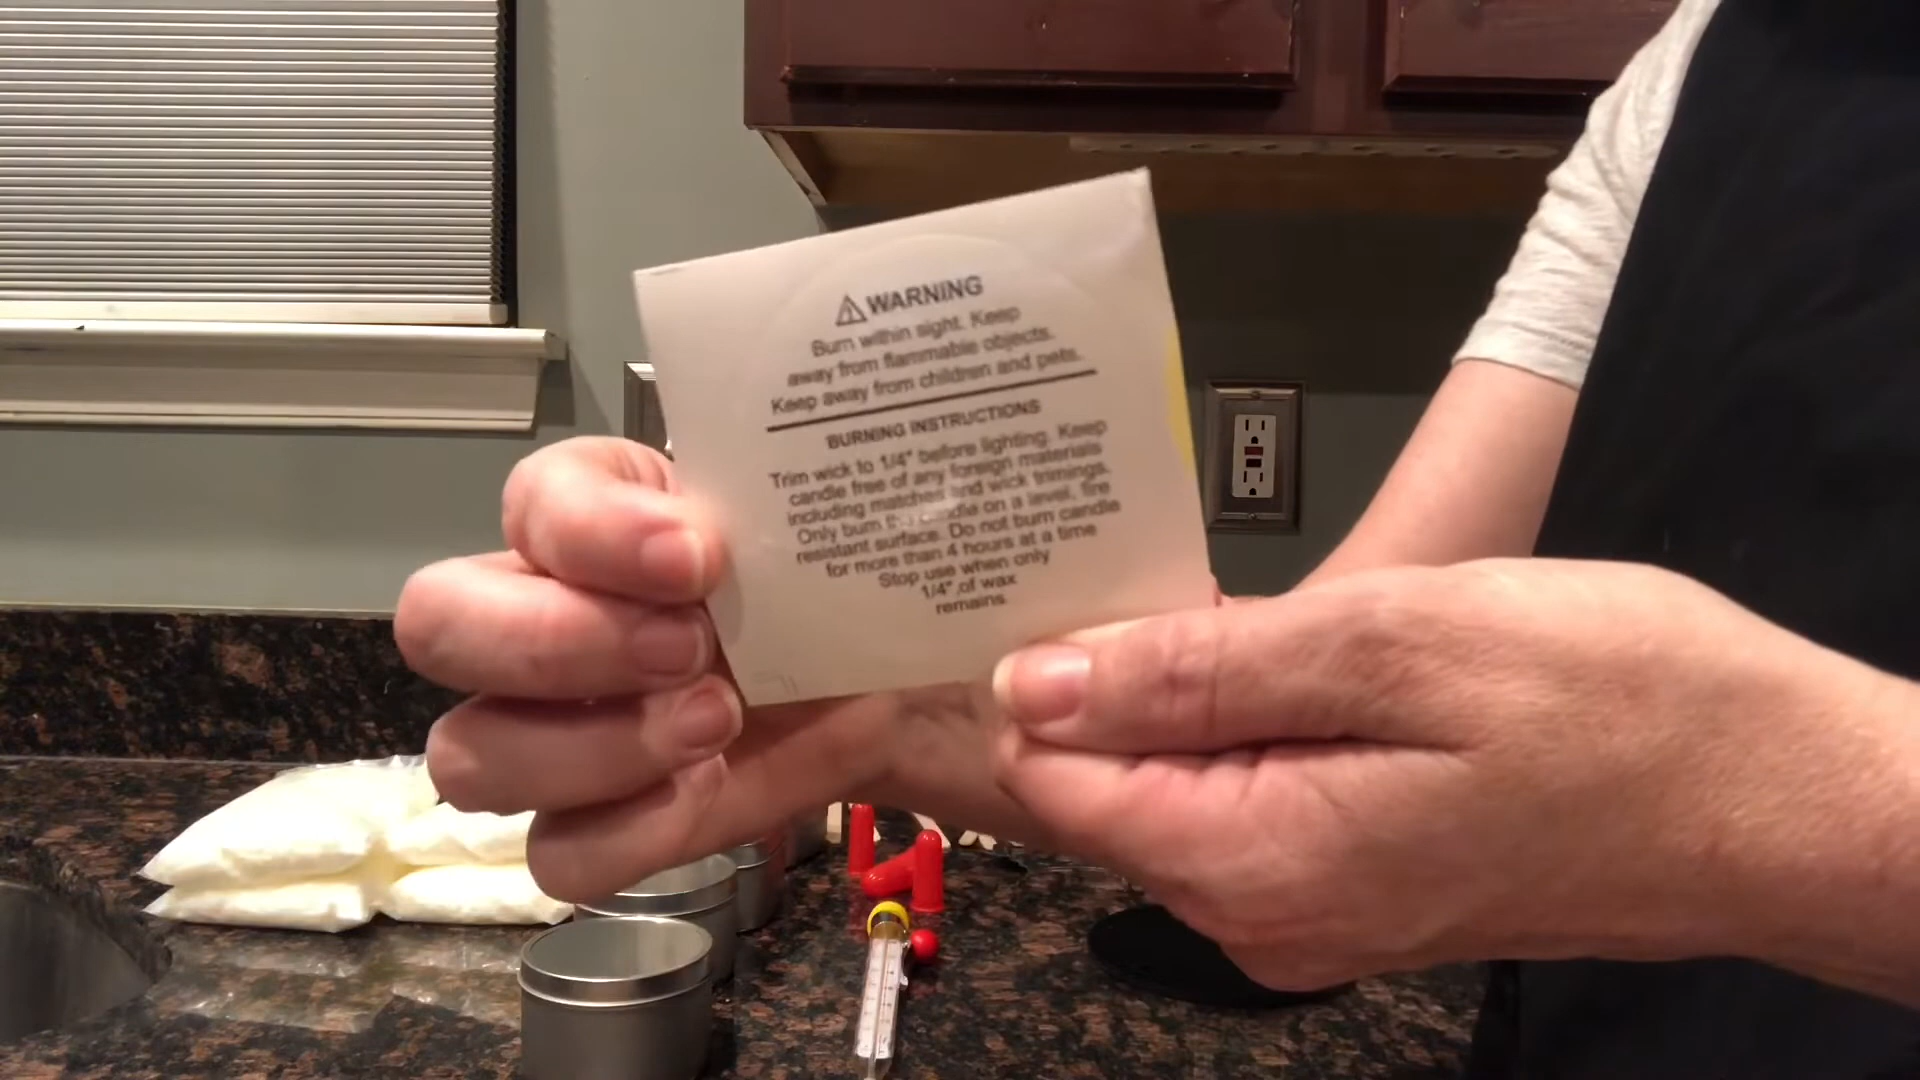 ⚠WARNING
Burn within sight. Keep
away from flammable objects.
Keep away from children and pets.
BURNING INSTRUCTIONS
Trim wick to 1/4" before lighting. Keep
candle free of any foreign materials
including matches and wick trimmings.
Only burn the candle on a level, fire
resistant surface. Do not burn candle
for more than 4 hours at a time
Stop use when only
1/4" of wax
remains.